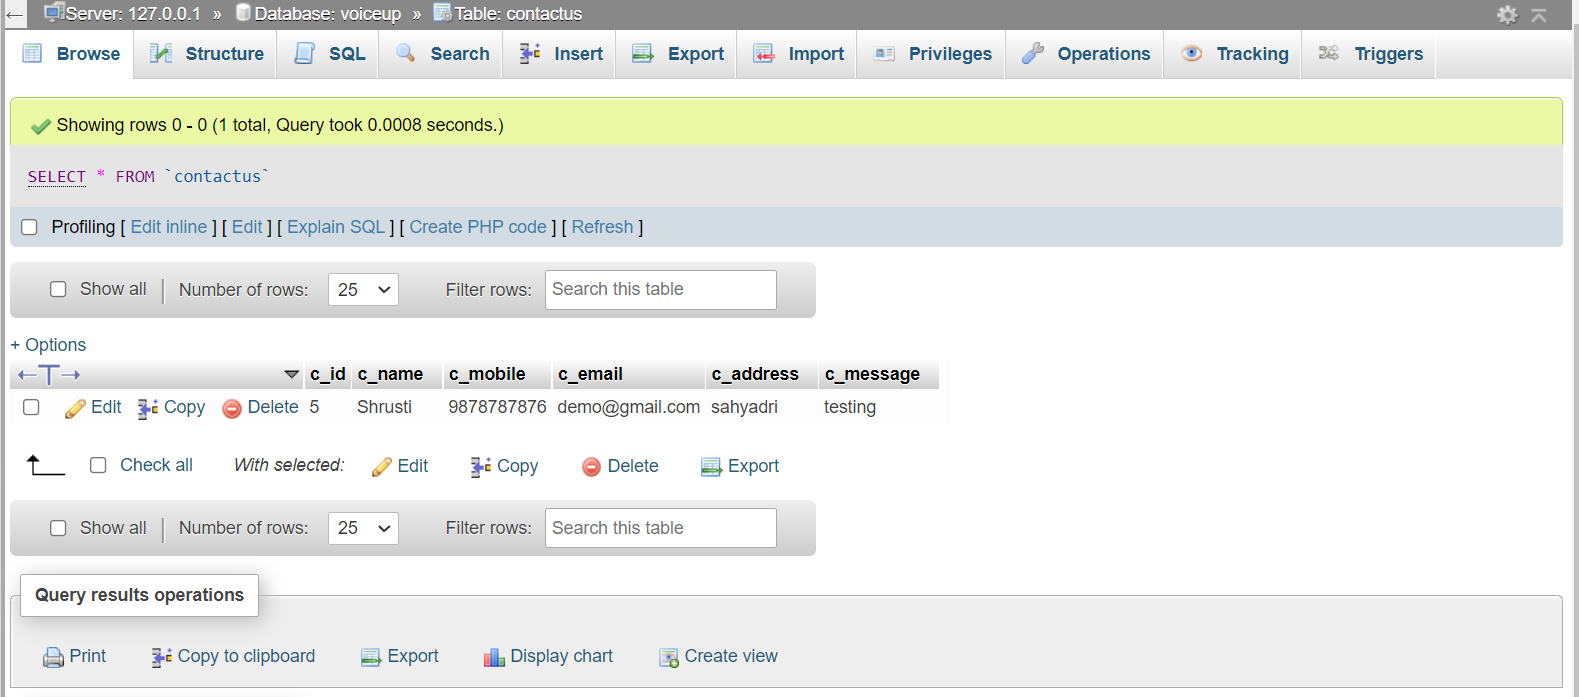 Server: 127.0.0.1 » Database: voiceup » Table: contactus
Browse Structure SQL Search Insert Export Import Privileges Operations Tracking Triggers
Showing rows 0 - 0 (1 total, Query took 0.0008 seconds.)
SELECT * FROM `contactus`
Profiling [ Edit inline ] [ Edit ] [ Explain SQL ] [ Create PHP code ] [ Refresh ]
Show all Number of rows: 25 Filter rows: Search this table
+ Options
c_id c_name c_mobile c_email c_address c_message
Edit Copy Delete 5 Shrusti 9878787876 demo@gmail.com sahyadri testing
Check all With selected: Edit Copy Delete Export
Show all Number of rows: 25 Filter rows: Search this table
Query results operations
Print Copy to clipboard Export Display chart Create view